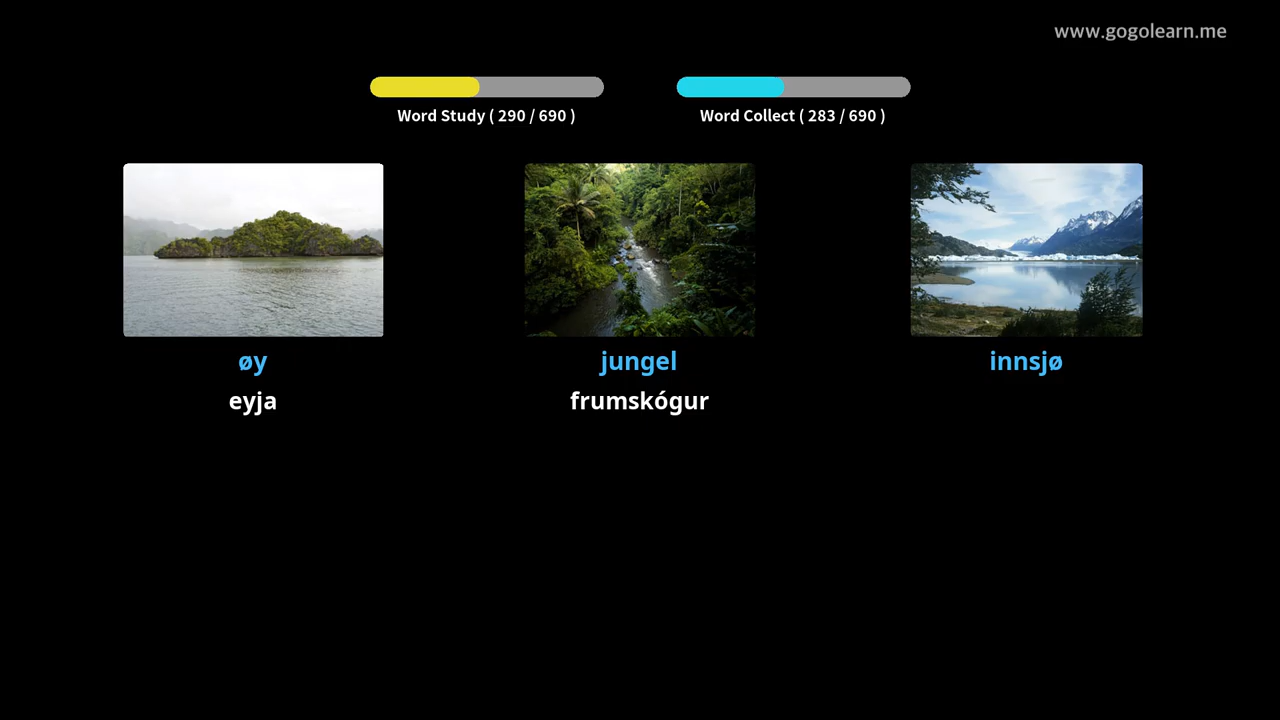 www.gogolearn.me
Word Study ( 290 / 690 )
Word Collect ( 283 / 690 )
øy
jungel
innsjø
eyja
frumskógur